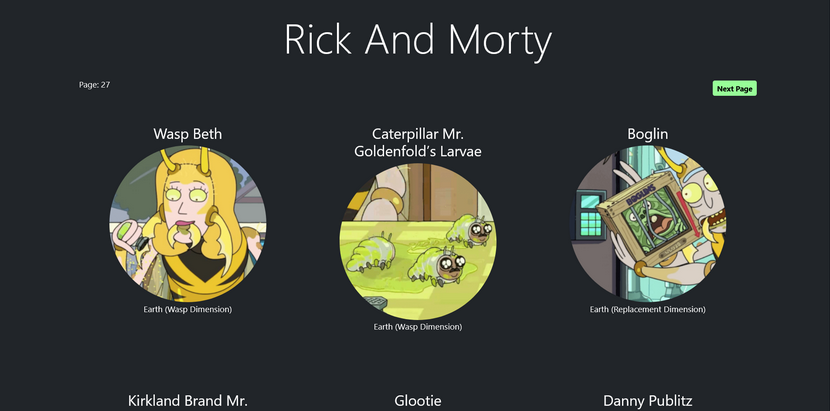 Rick And Morty
Page: 27
Next Page
Wasp Beth
Caterpillar Mr.
Goldenfold's Larvae
Boglin
BOGLINS
Earth (Wasp Dimension)
Earth (Wasp Dimension)
Earth (Replacement Dimension)
Kirkland Brand Mr.
Glootie
Danny Publitz